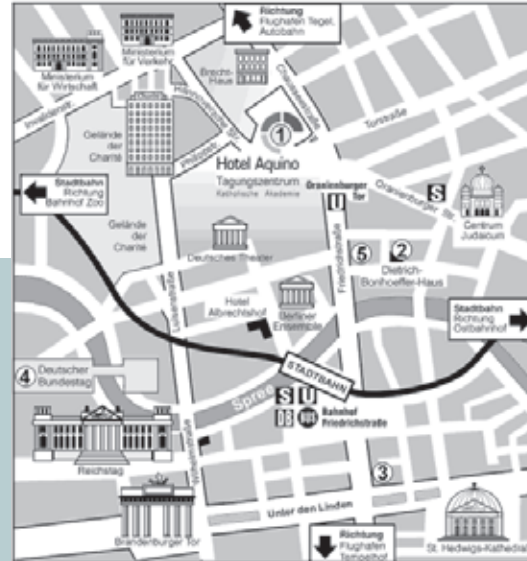 Richtung
Flughafen Tegel,
Autobahn
Ministerium
für Verkehr
Ministerium
für Wirtschaft
Brecht-
Haus
Invalidenstr.
Hannoversche Str.
Chausseestraße
Torstraße
Charité
Gelände
der
Charité
Philippstr.
1
Hotel Aquino
Tagungszentrum
Katholische Akademie
Oranienburger
Tor
U
Oranienburger Str.
S
Centrum
Judaicum
Stadtbahn
Richtung
Bahnhof Zoo
Gelände
der
Charité
Deutsches Theater
Luisenstraße
Friedrichstraße
5
2
Dietrich-
Bonhoeffer-Haus
Hotel
Albrechtshof
Berliner
Ensemble
Stadtbahn
Richtung
Ostbahnhof
STADTBAHN
4
Deutscher
Bundestag
Spree
S U
DB BUS
Bahnhof
Friedrichstraße
Reichstag
Wilhelmstraße
3
Unter den Linden
Brandenburger Tor
Richtung
Flughafen
Tempelhof
St. Hedwigs-Kathedrale